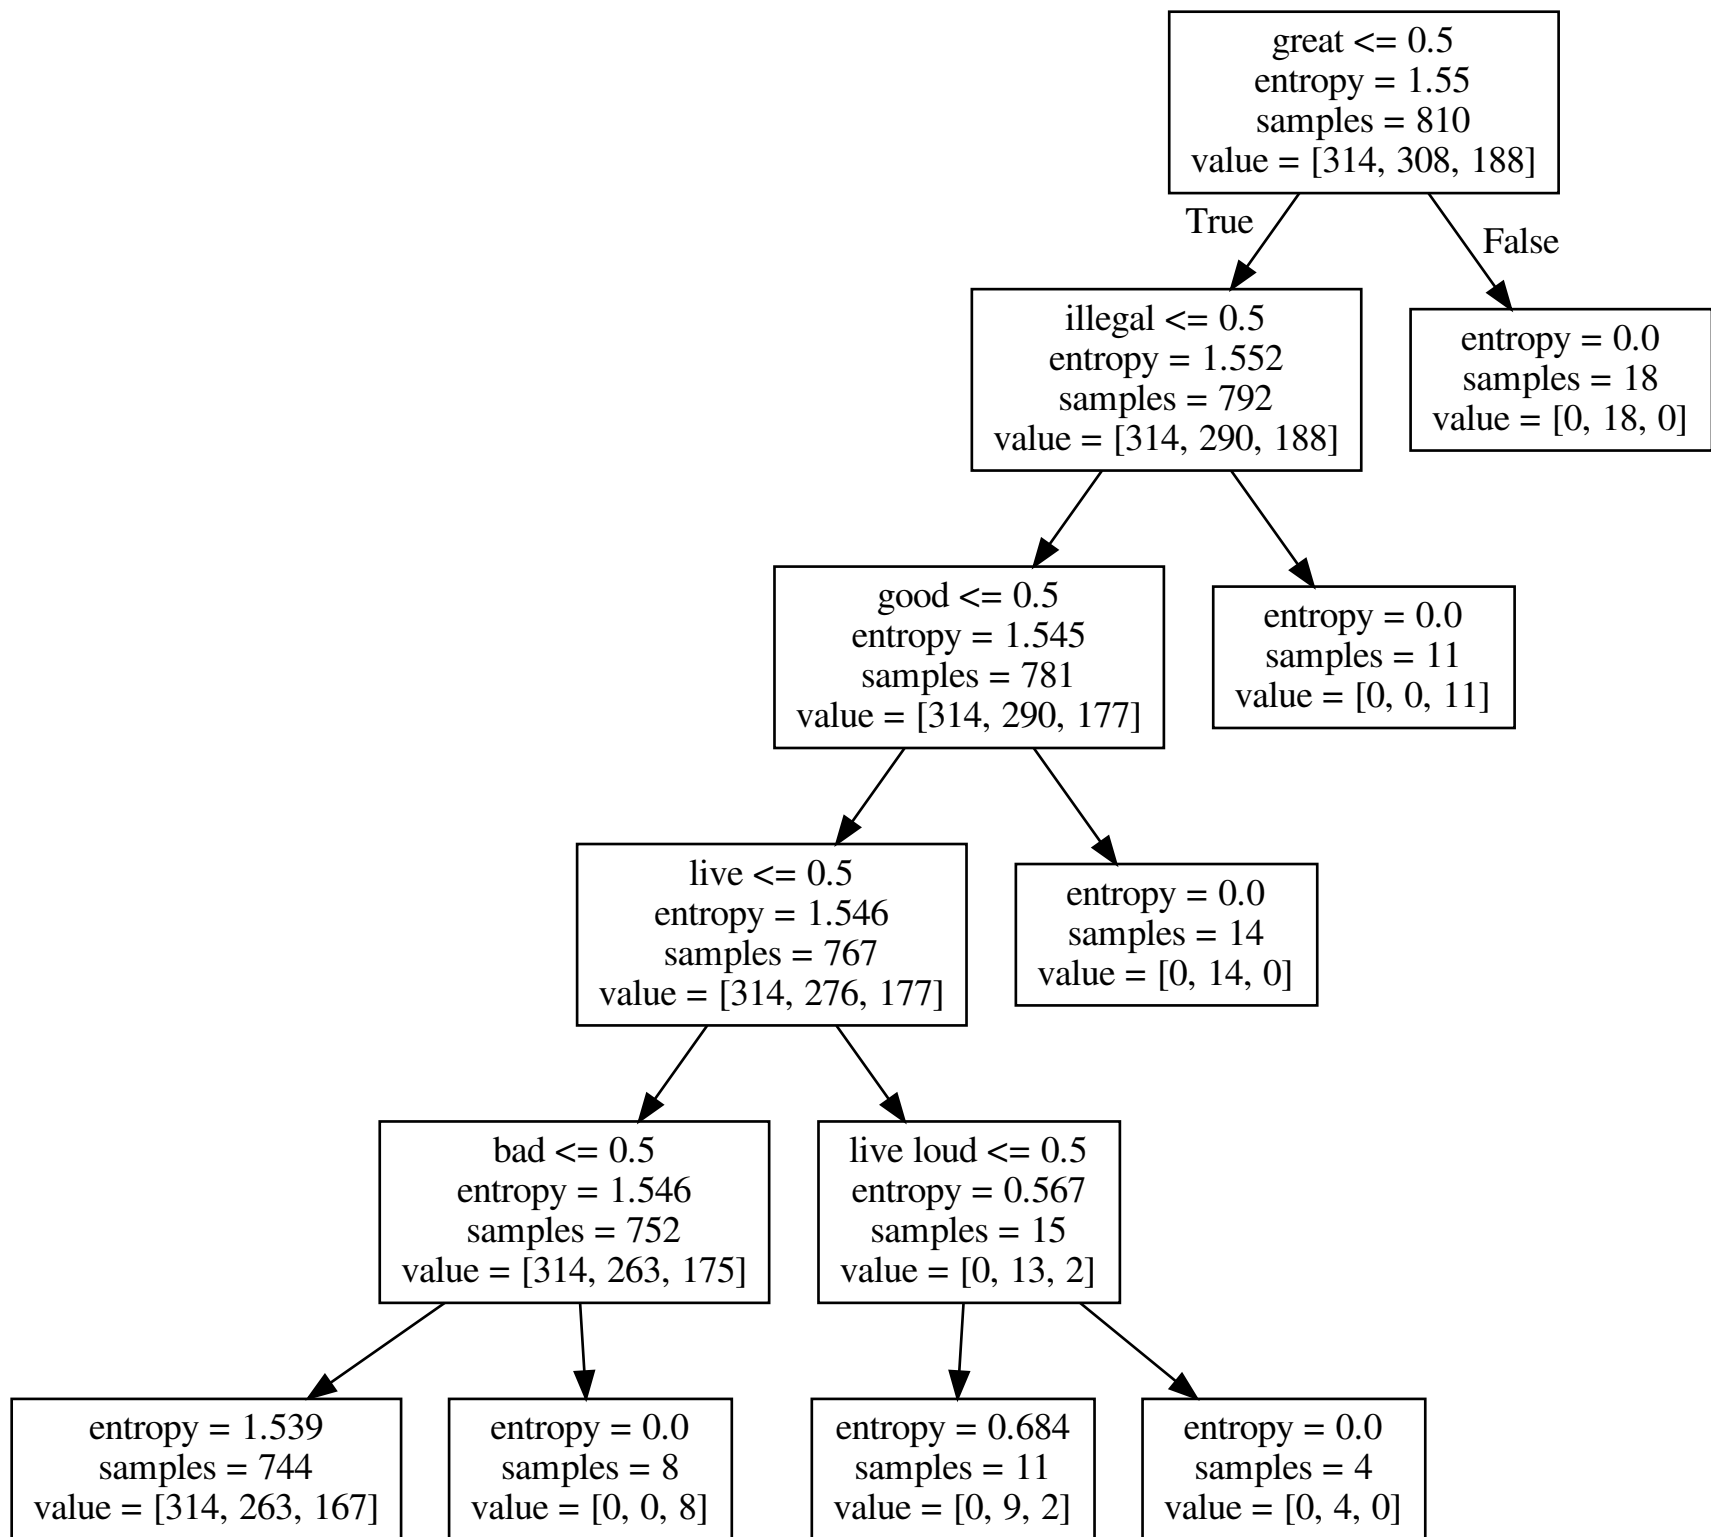 great <= 0.5
entropy = 1.55
samples = 810
value = [314, 308, 188]
True
False
illegal <= 0.5
entropy = 1.552
samples = 792
value = [314, 290, 188]
entropy = 0.0
samples = 18
value = [0, 18, 0]
good <= 0.5
entropy = 1.545
samples = 781
value = [314, 290, 177]
entropy = 0.0
samples = 11
value = [0, 0, 11]
live <= 0.5
entropy = 1.546
samples = 767
value = [314, 276, 177]
entropy = 0.0
samples = 14
value = [0, 14, 0]
bad <= 0.5
entropy = 1.546
samples = 752
value = [314, 263, 175]
live loud <= 0.5
entropy = 0.567
samples = 15
value = [0, 13, 2]
entropy = 1.539
samples = 744
value = [314, 263, 167]
entropy = 0.0
samples = 8
value = [0, 0, 8]
entropy = 0.684
samples = 11
value = [0, 9, 2]
entropy = 0.0
samples = 4
value = [0, 4, 0]